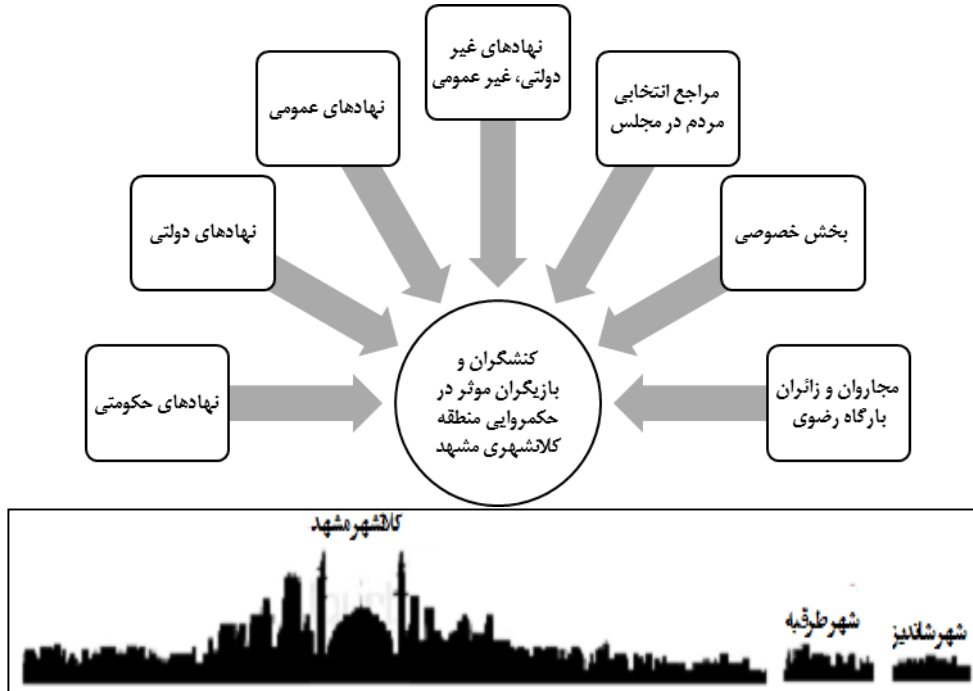 نهادهای غیر
دولتی، غیر عمومی
مراجع انتخابی
مردم در مجلس
نهادهای عمومی
بخش خصوصی
نهادهای دولتی
مجاروان و زائران
بارگاه رضوی
نهادهای حکومتی
کنشگران و
بازیگران موثر در
حکمروایی منطقه
کلانشهری مشهد
کلانشهر مشهد
شهر طرقبه
شهر شاندیز